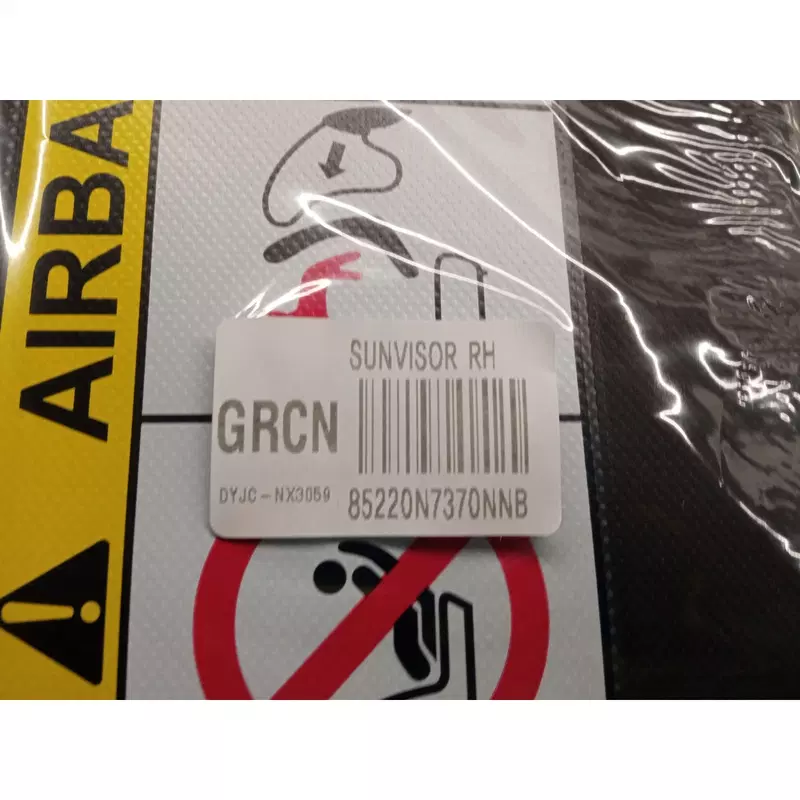 AIRBA
SUNVISOR RH
GRCN
DYJC-NX3059
85220N7370NNB